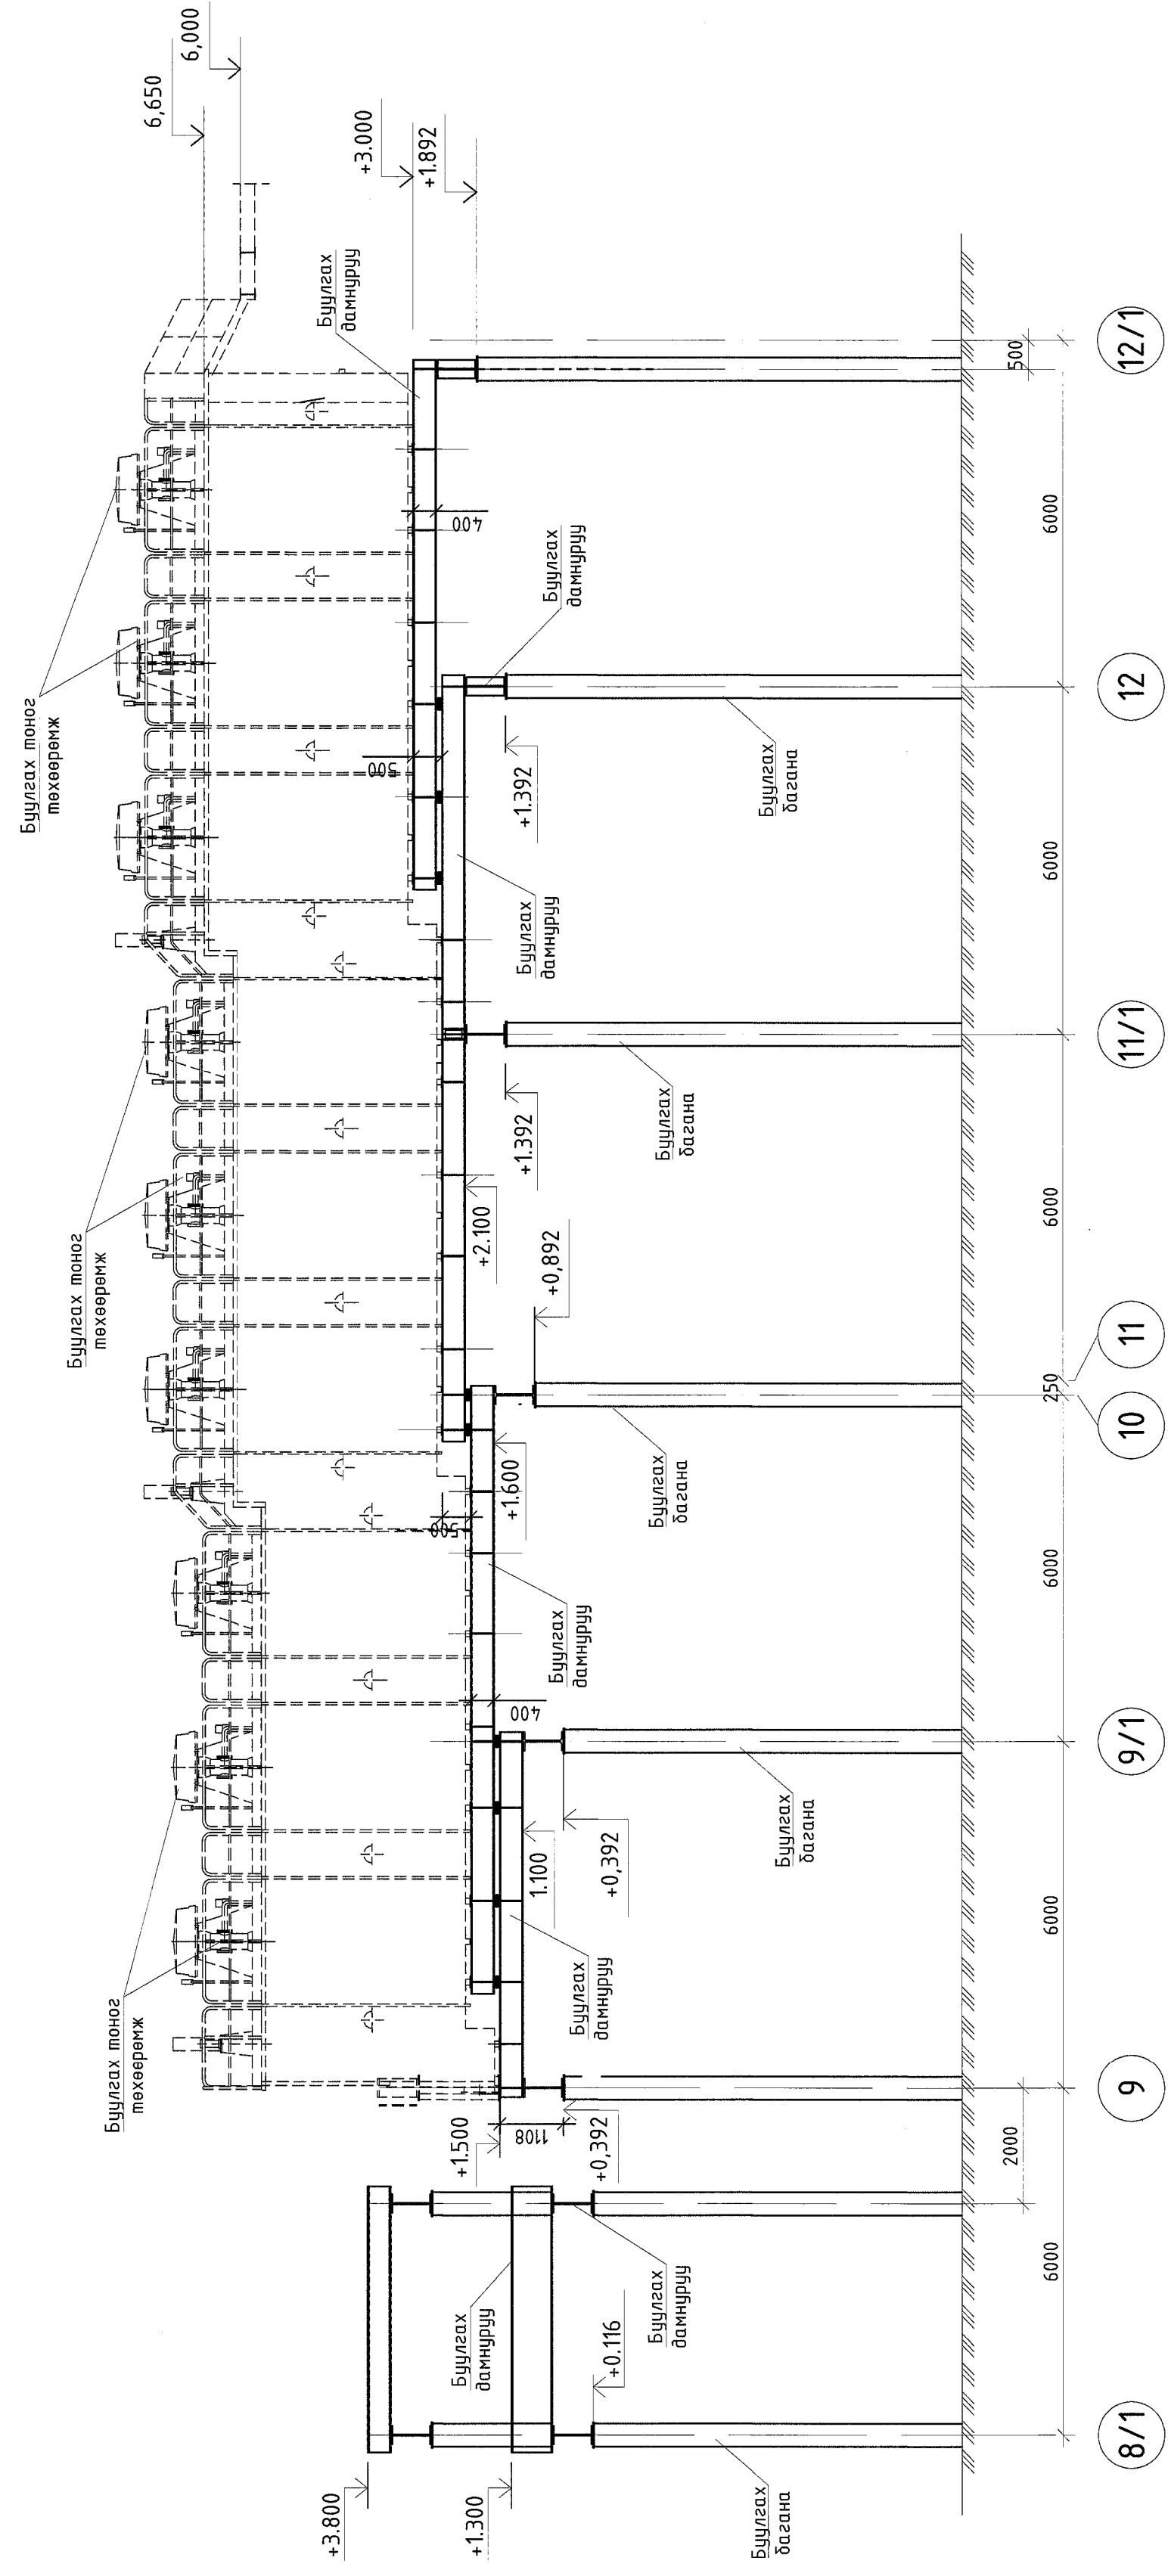 6,000
6,650
+3.000
+1.892
Буулгах
дамнуруу
Буулгах тоног
төхөөрөмж
400
Буулгах
дамнуруу
500
+1.392
Буулгах
багана
Буулгах
дамнуруу
Буулгах тоног
төхөөрөмж
+1.392
Буулгах
багана
+2.100
+0,892
+1.600
500
Буулгах
багана
Буулгах
дамнуруу
400
Буулгах тоног
төхөөрөмж
1.100
+0,392
Буулгах
багана
Буулгах
дамнуруу
+1.500
1108
+0,392
Буулгах
дамнуруу
Буулгах
дамнуруу
+0.116
+3.800
+1.300
Буулгах
багана
2000
500
6000
6000
6000
6000
250
6000
6000
6000
8/1
9
9/1
10
11
11/1
12
12/1